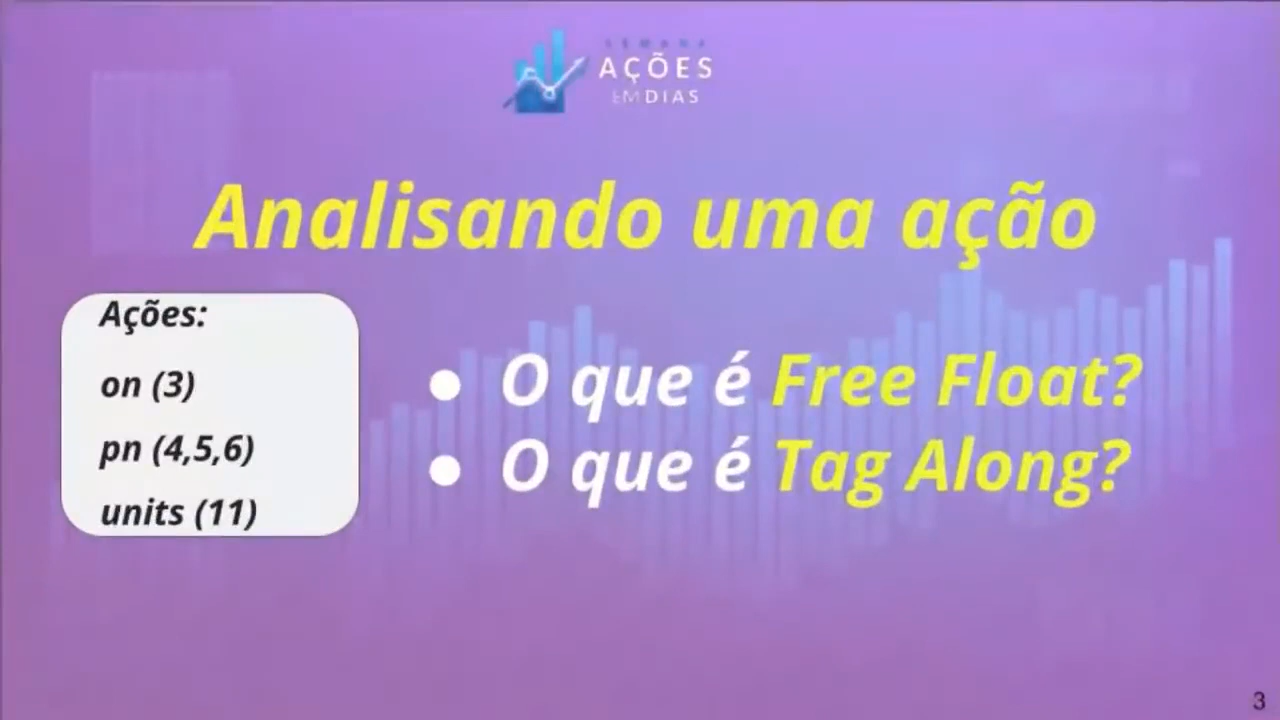 SEMANA
AÇÕES
EM DIAS
Analisando uma ação
Ações:
on (3)
pn (4,5,6)
units (11)
● O que é Free Float?
● O que é Tag Along?
3